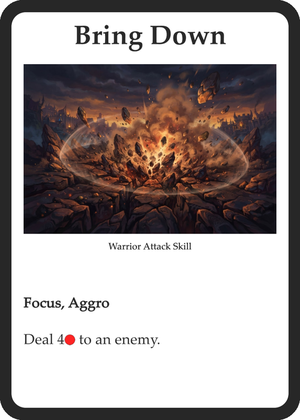 Bring Down
Warrior Attack Skill
Focus, Aggro
Deal 4🔴 to an enemy.